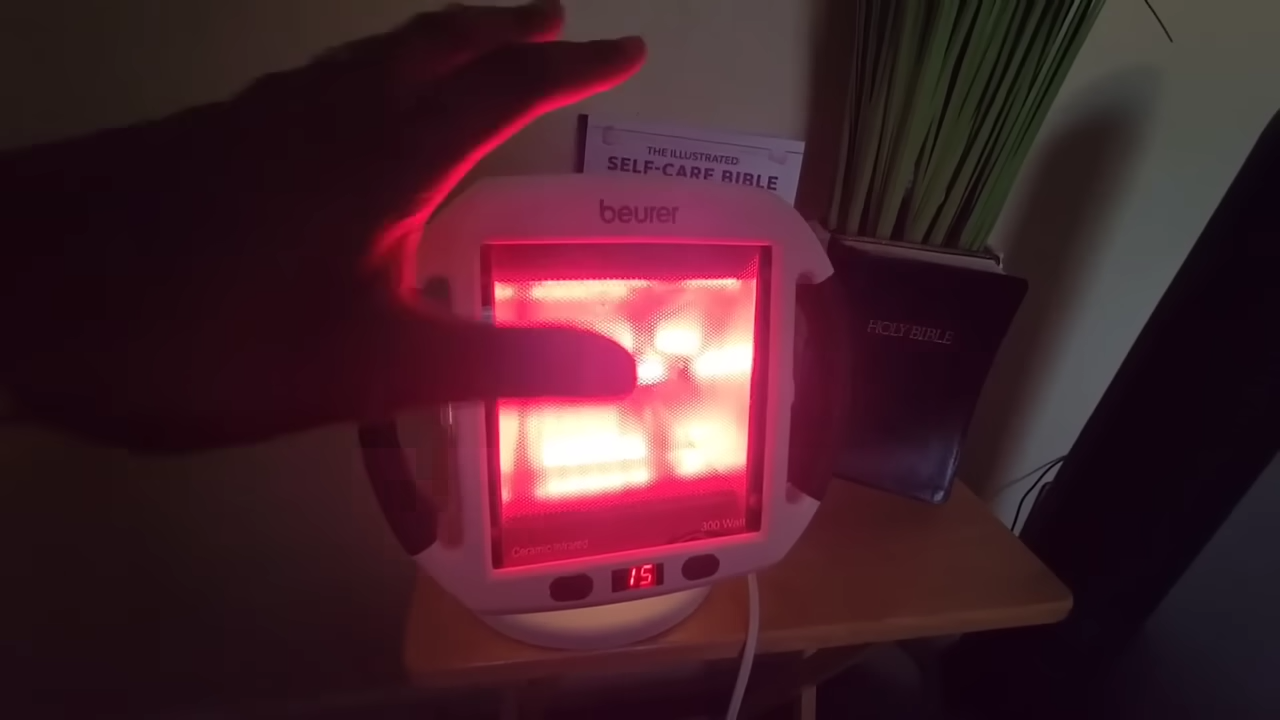 THE ILLUSTRATED
SELF-CARE BIBLE
beurer
HOLY BIBLE
300 Watt
Ceramic Infrared
15